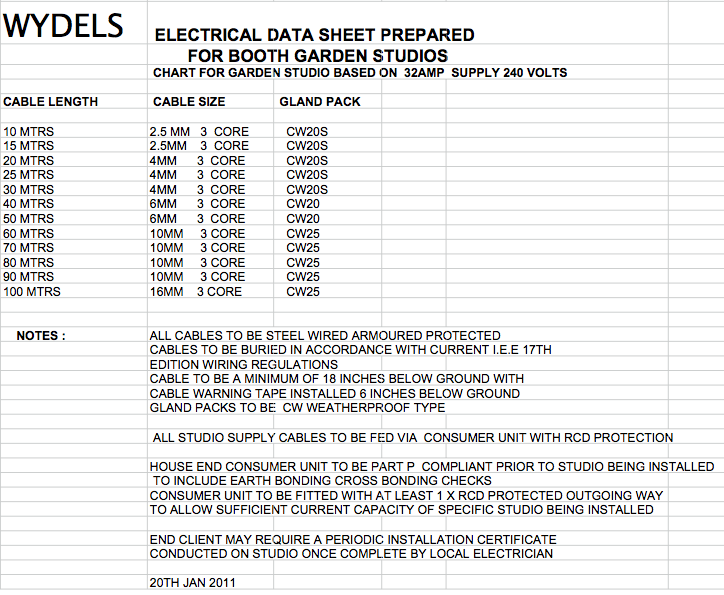 WYDELS
ELECTRICAL DATA SHEET PREPARED
FOR BOOTH GARDEN STUDIOS
CHART FOR GARDEN STUDIO BASED ON 32AMP SUPPLY 240 VOLTS
CABLE LENGTH CABLE SIZE GLAND PACK
10 MTRS 2.5 MM 3 CORE CW20S
15 MTRS 2.5MM 3 CORE CW20S
20 MTRS 4MM 3 CORE CW20S
25 MTRS 4MM 3 CORE CW20S
30 MTRS 4MM 3 CORE CW20S
40 MTRS 6MM 3 CORE CW20
50 MTRS 6MM 3 CORE CW20
60 MTRS 10MM 3 CORE CW25
70 MTRS 10MM 3 CORE CW25
80 MTRS 10MM 3 CORE CW25
90 MTRS 10MM 3 CORE CW25
100 MTRS 16MM 3 CORE CW25
NOTES : ALL CABLES TO BE STEEL WIRED ARMOURED PROTECTED
CABLES TO BE BURIED IN ACCORDANCE WITH CURRENT I.E.E 17TH
EDITION WIRING REGULATIONS
CABLE TO BE A MINIMUM OF 18 INCHES BELOW GROUND WITH
CABLE WARNING TAPE INSTALLED 6 INCHES BELOW GROUND
GLAND PACKS TO BE CW WEATHERPROOF TYPE
ALL STUDIO SUPPLY CABLES TO BE FED VIA CONSUMER UNIT WITH RCD PROTECTION
HOUSE END CONSUMER UNIT TO BE PART P COMPLIANT PRIOR TO STUDIO BEING INSTALLED
TO INCLUDE EARTH BONDING CROSS BONDING CHECKS
CONSUMER UNIT TO BE FITTED WITH AT LEAST 1 X RCD PROTECTED OUTGOING WAY
TO ALLOW SUFFICIENT CURRENT CAPACITY OF SPECIFIC STUDIO BEING INSTALLED
END CLIENT MAY REQUIRE A PERIODIC INSTALLATION CERTIFICATE
CONDUCTED ON STUDIO ONCE COMPLETE BY LOCAL ELECTRICIAN
20TH JAN 2011